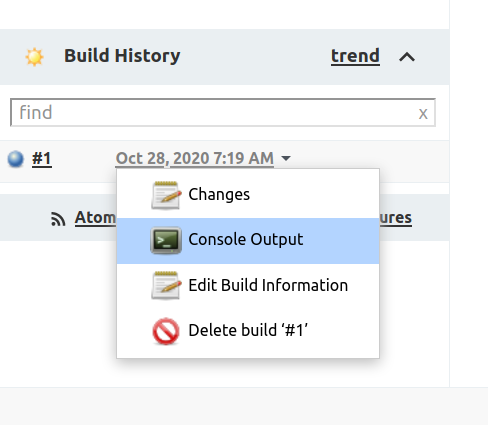 Build History trend
find x
#1 Oct 28, 2020 7:19 AM
Changes
Atom ures
Console Output
Edit Build Information
Delete build ‘#1’